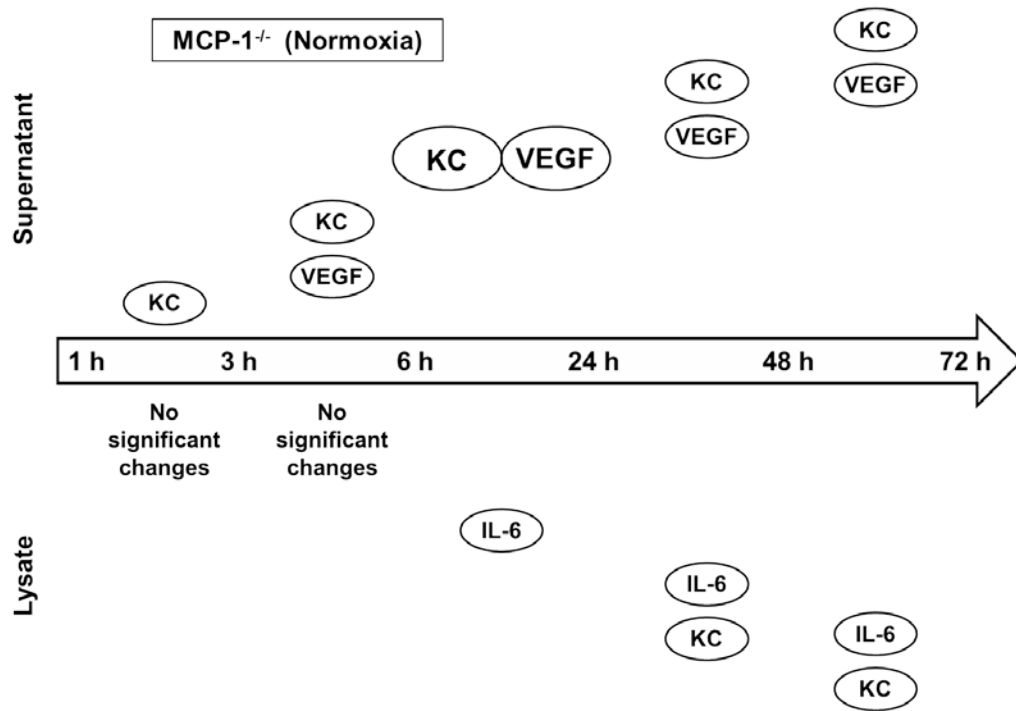 MCP-1-/- (Normoxia)
KC
VEGF
KC
VEGF
KC
VEGF
KC
VEGF
KC
Supernatant
1 h
3 h
6 h
24 h
48 h
72 h
No
significant
changes
No
significant
changes
IL-6
IL-6
KC
IL-6
KC
Lysate